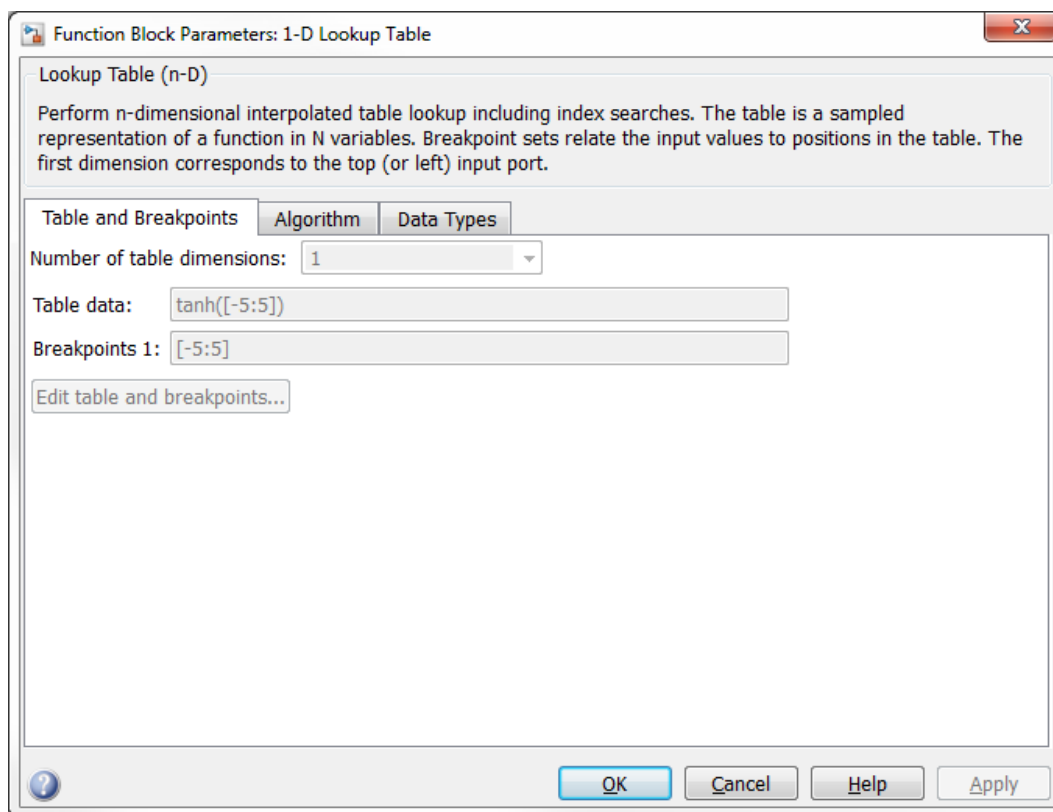 Function Block Parameters: 1-D Lookup Table
X
Lookup Table (n-D)
Perform n-dimensional interpolated table lookup including index searches. The table is a sampled
representation of a function in N variables. Breakpoint sets relate the input values to positions in the table. The
first dimension corresponds to the top (or left) input port.
Table and Breakpoints Algorithm Data Types
Number of table dimensions: 1
Table data: tanh([-5:5])
Breakpoints 1: [-5:5]
Edit table and breakpoints...
? OK Cancel Help Apply